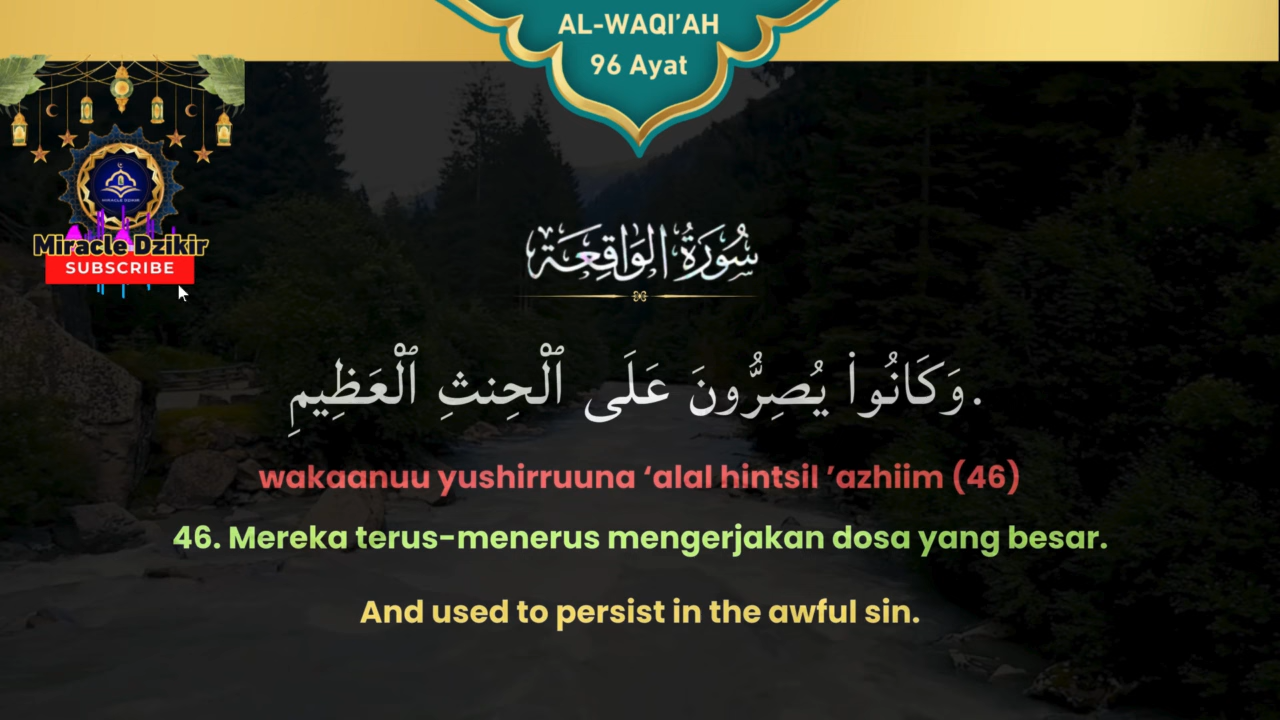 AL-WAQI’AH
96 Ayat
MIRACLE DZIKIR
Miracle Dzikir
SUBSCRIBE
سُورَةُ الوَاقِعَة
وَكَانُوا۟ يُصِرُّونَ عَلَى ٱلْحِنثِ ٱلْعَظِيمِ.
wakaanuu yushirruuna ‘alal hintsil ’azhiim (46)
46. Mereka terus-menerus mengerjakan dosa yang besar.
And used to persist in the awful sin.